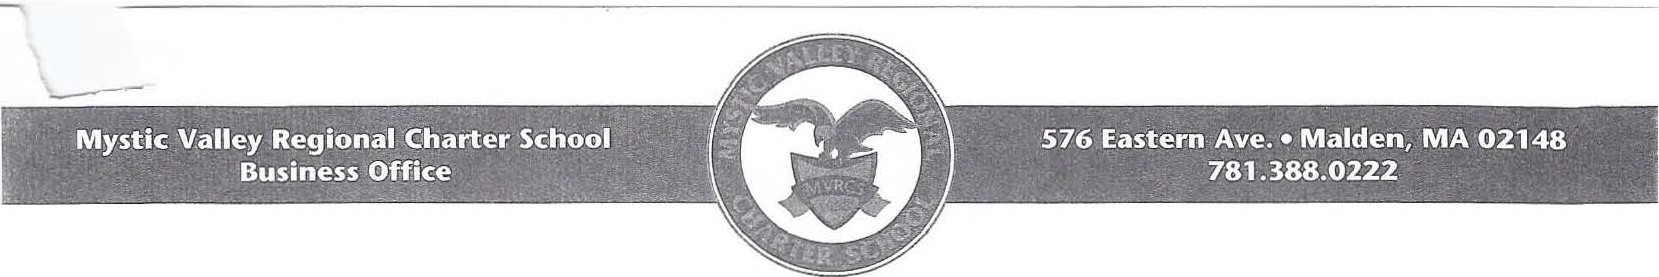 Mystic Valley Regional Charter School
Business Office
MYSTIC VALLEY REGIONAL
CHARTER SCHOOL
MVRCS
576 Eastern Ave. • Malden, MA 02148
781.388.0222